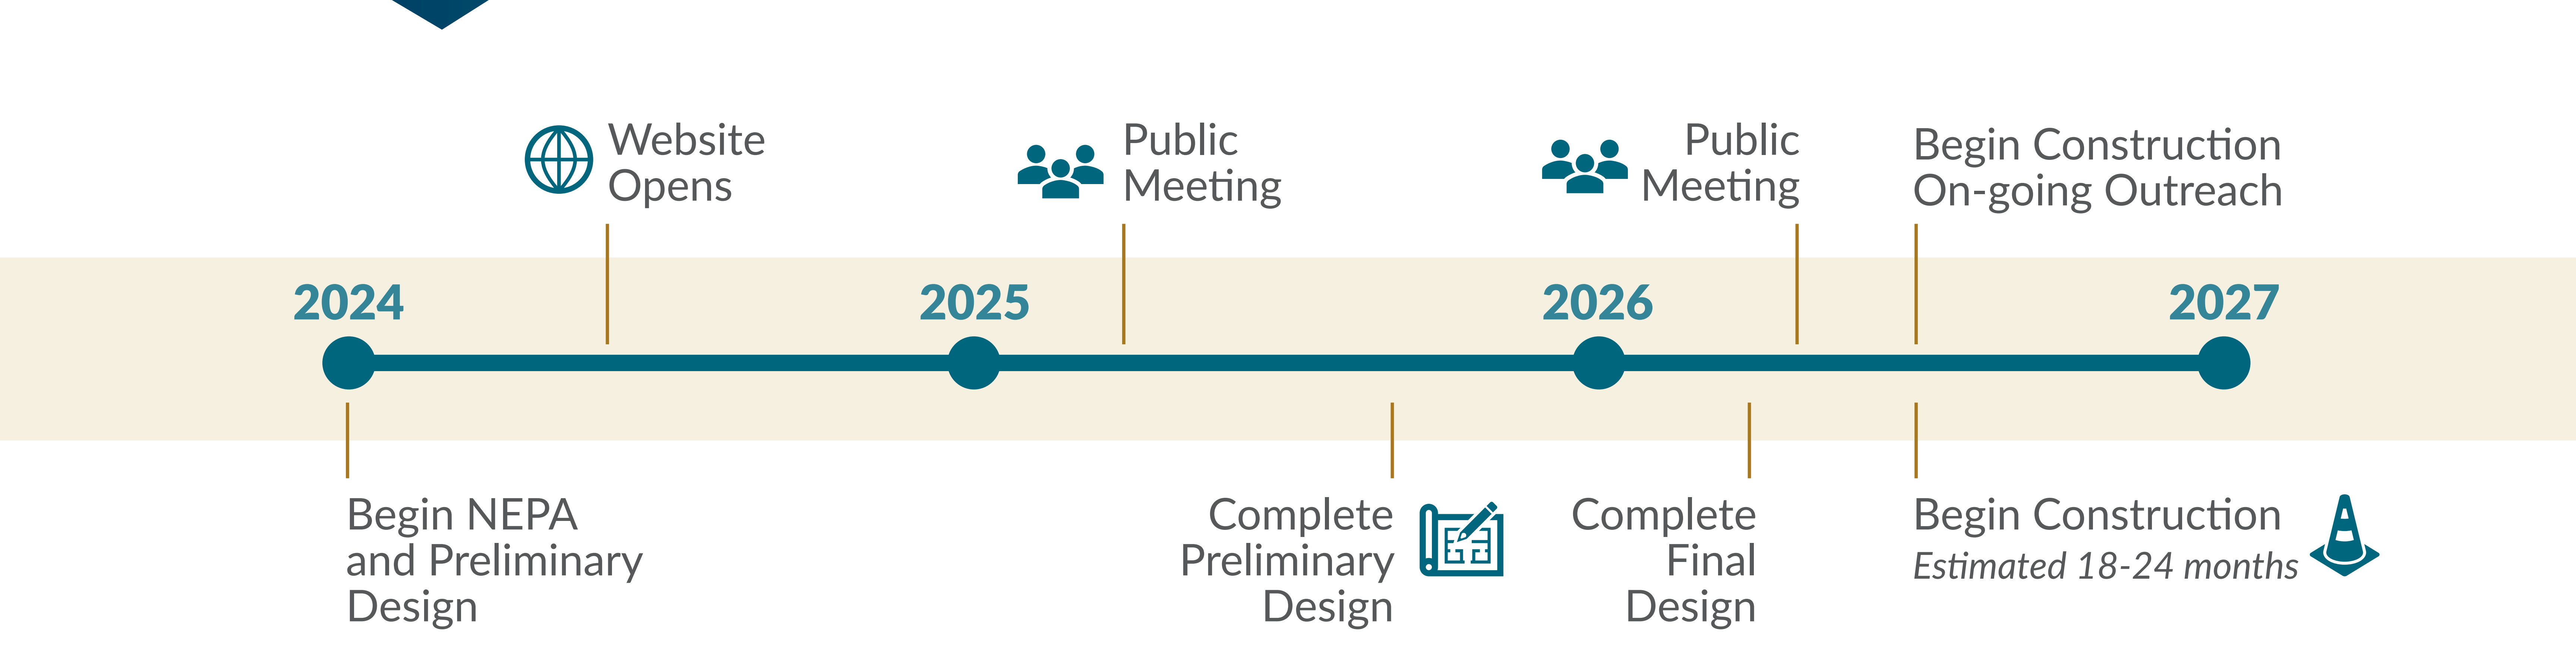 Website
Opens
Public
Meeting
Public
Meeting
Begin Construction
On-going Outreach
2024
2025
2026
2027
Begin NEPA
and Preliminary
Design
Complete
Preliminary
Design
Complete
Final
Design
Begin Construction
Estimated 18-24 months